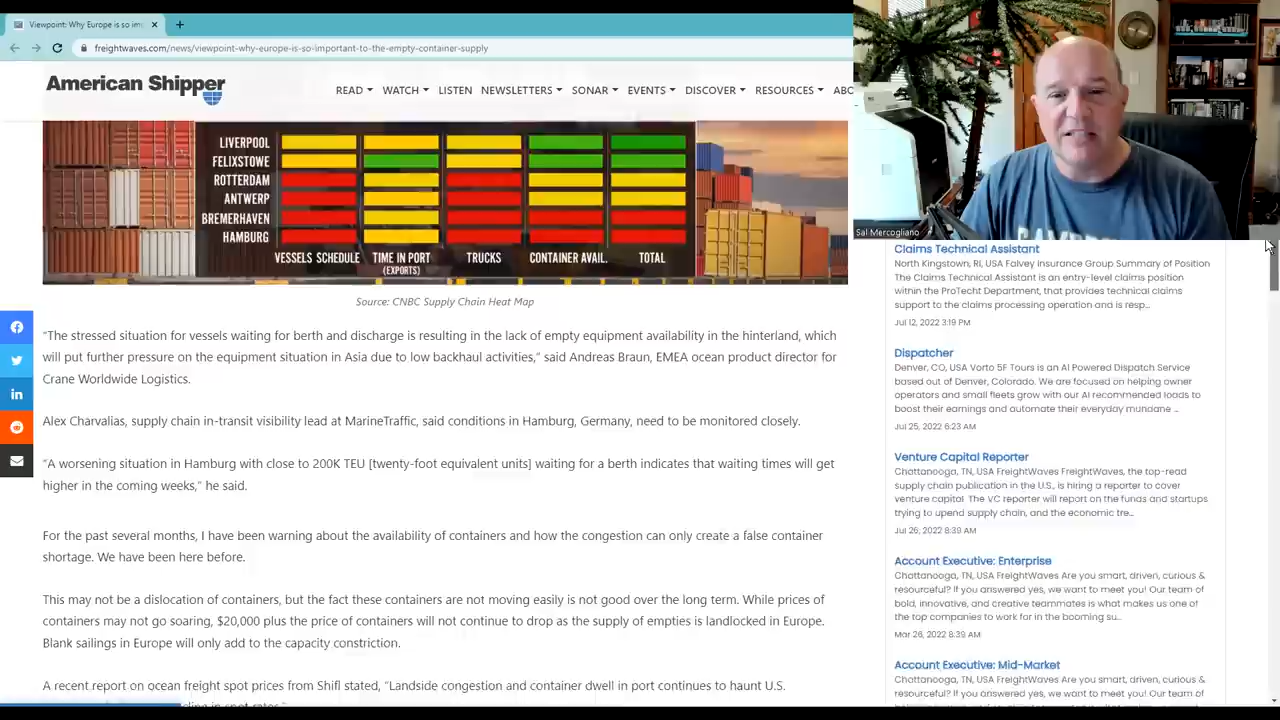 Viewpoint: Why Europe is so im
freightwaves.com/news/viewpoint-why-europe-is-so-important-to-the-empty-container-supply
American Shipper
READ WATCH LISTEN NEWSLETTERS SONAR EVENTS DISCOVER RESOURCES ABO
LIVERPOOL
FELIXSTOWE
ROTTERDAM
ANTWERP
BREMERHAVEN
HAMBURG
VESSELS SCHEDULE TIME IN PORT TRUCKS CONTAINER AVAIL. TOTAL
(EXPORTS)
Source: CNBC Supply Chain Heat Map
“The stressed situation for vessels waiting for berth and discharge is resulting in the lack of empty equipment availability in the hinterland, which
will put further pressure on the equipment situation in Asia due to low backhaul activities,” said Andreas Braun, EMEA ocean product director for
Crane Worldwide Logistics.
Alex Charvalias, supply chain in-transit visibility lead at MarineTraffic, said conditions in Hamburg, Germany, need to be monitored closely.
“A worsening situation in Hamburg with close to 200K TEU [twenty-foot equivalent units] waiting for a berth indicates that waiting times will get
higher in the coming weeks,” he said.
For the past several months, I have been warning about the availability of containers and how the congestion can only create a false container
shortage. We have been here before.
This may not be a dislocation of containers, but the fact these containers are not moving easily is not good over the long term. While prices of
containers may not go soaring, $20,000 plus the price of containers will not continue to drop as the supply of empties is landlocked in Europe.
Blank sailings in Europe will only add to the capacity constriction.
A recent report on ocean freight spot prices from Shifl stated, “Landside congestion and container dwell in port continues to haunt U.S.
in spot rates.”
Sal Mercogliano
Claims Technical Assistant
North Kingstown, RI, USA Falvey Insurance Group Summary of Position
The Claims Technical Assistant is an entry-level claims position
within the ProTecht Department, that provides technical claims
support to the claims processing operation and is resp...
Jul 12, 2022 3:19 PM
Dispatcher
Denver, CO, USA Vorto 5F Tours is an AI Powered Dispatch Service
based out of Denver, Colorado. We are focused on helping owner
operators and small fleets grow with our AI recommended loads to
boost their earnings and automate their everyday mundane ...
Jul 25, 2022 6:23 AM
Venture Capital Reporter
Chattanooga, TN, USA FreightWaves FreightWaves, the top-read
supply chain publication in the U.S., is hiring a reporter to cover
venture capital. The VC reporter will report on the funds and startups
trying to upend supply chain, and the economic tre...
Jul 26, 2022 8:39 AM
Account Executive: Enterprise
Chattanooga, TN, USA FreightWaves Are you smart, driven, curious &
resourceful? If you answered yes, we want to meet you! Our team of
bold, innovative, and creative teammates is what makes us one of
the top companies to work for in the booming su...
Mar 26, 2022 8:39 AM
Account Executive: Mid-Market
Chattanooga, TN, USA FreightWaves Are you smart, driven, curious &
resourceful? If you answered yes, we want to meet you! Our team of